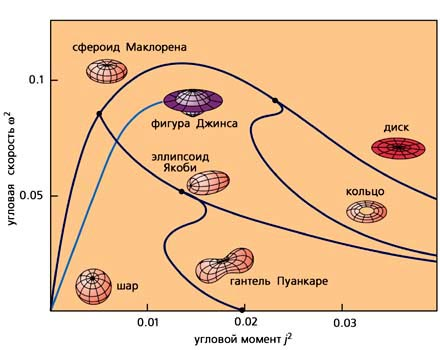 сфероид Маклорена
0.1
фигура Джинса
диск
эллипсоид
Якоби
кольцо
0.05
угловая скорость ϖ²
гантель Пуанкаре
шар
0.01
0.02
0.03
угловой момент j²